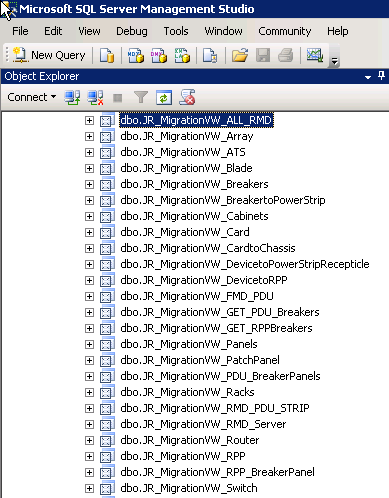 Microsoft SQL Server Management Studio
File Edit View Debug Tools Window Community Help
New Query MDX DMX
Object Explorer
Connect
dbo.JR_MigrationVW_ALL_RMD
dbo.JR_MigrationVW_Array
dbo.JR_MigrationVW_ATS
dbo.JR_MigrationVW_Blade
dbo.JR_MigrationVW_Breakers
dbo.JR_MigrationVW_BreakertoPowerStrip
dbo.JR_MigrationVW_Cabinets
dbo.JR_MigrationVW_Card
dbo.JR_MigrationVW_CardtoChassis
dbo.JR_MigrationVW_DevicetoPowerStripRecepticle
dbo.JR_MigrationVW_DevicetoRPP
dbo.JR_MigrationVW_FMD_PDU
dbo.JR_MigrationVW_GET_PDU_Breakers
dbo.JR_MigrationVW_GET_RPPBreakers
dbo.JR_MigrationVW_Panels
dbo.JR_MigrationVW_PatchPanel
dbo.JR_MigrationVW_PDU_BreakerPanels
dbo.JR_MigrationVW_Racks
dbo.JR_MigrationVW_RMD_PDU_STRIP
dbo.JR_MigrationVW_RMD_Server
dbo.JR_MigrationVW_Router
dbo.JR_MigrationVW_RPP
dbo.JR_MigrationVW_RPP_BreakerPanel
dbo.JR_MigrationVW_Switch